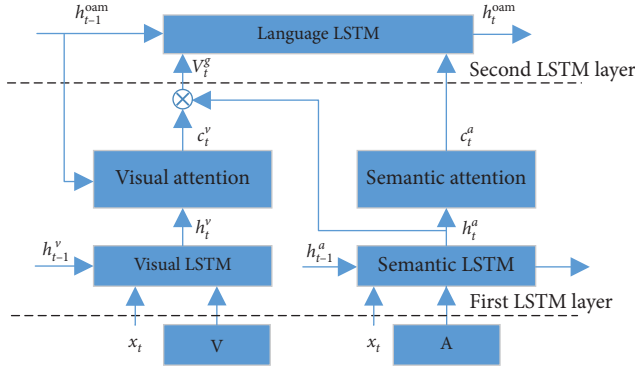 h_{t-1}^{oam}
Language LSTM
h_t^{oam}
V_t^g
Second LSTM layer
c_t^v
c_t^a
Visual attention
Semantic attention
h_t^v
h_t^a
h_{t-1}^v
Visual LSTM
h_{t-1}^a
Semantic LSTM
First LSTM layer
x_t
V
x_t
A